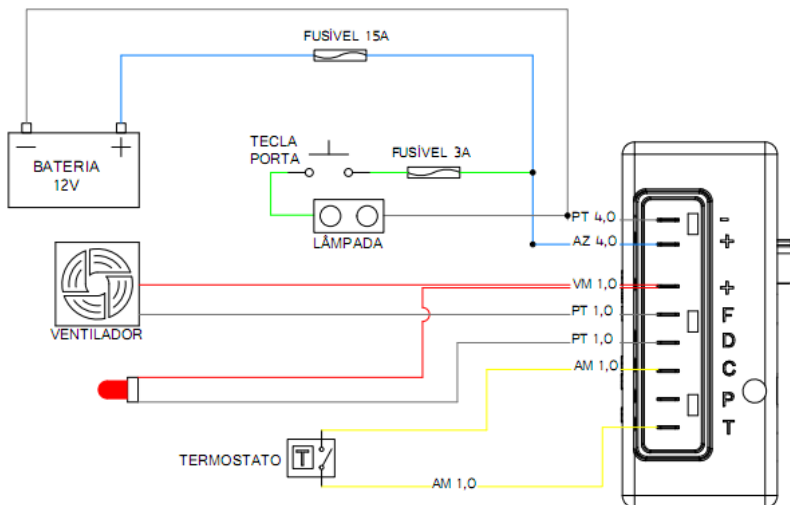 FUSÍVEL 15A
TECLA
PORTA
FUSÍVEL 3A
- +
BATERIA
12V
LÂMPADA
PT 4,0 -
AZ 4,0 +
VENTILADOR
VM 1,0 +
PT 1,0 F
PT 1,0 D
AM 1,0 C
P
T
TERMOSTATO T
AM 1,0